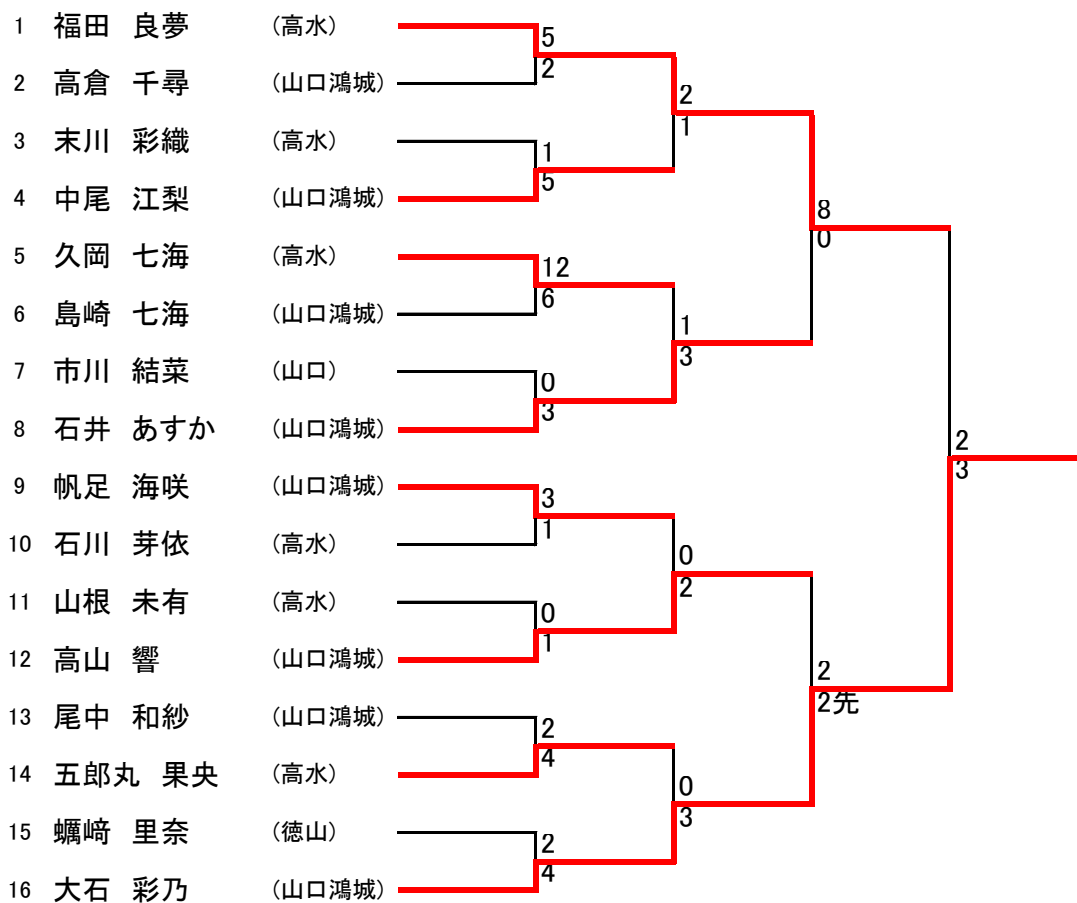 1 福田 良夢 (高水)
5
2
2 高倉 千尋 (山口鴻城)
2
1
3 末川 彩織 (高水)
1
5
4 中尾 江梨 (山口鴻城)
8
0
5 久岡 七海 (高水)
12
6
6 島崎 七海 (山口鴻城)
1
3
7 市川 結菜 (山口)
0
3
8 石井 あすか (山口鴻城)
2
3
9 帆足 海咲 (山口鴻城)
3
1
10 石川 芽依 (高水)
0
2
11 山根 未有 (高水)
0
1
12 高山 響 (山口鴻城)
2
2先
13 尾中 和紗 (山口鴻城)
2
4
14 五郎丸 果央 (高水)
0
3
15 蠣﨑 里奈 (徳山)
2
4
16 大石 彩乃 (山口鴻城)